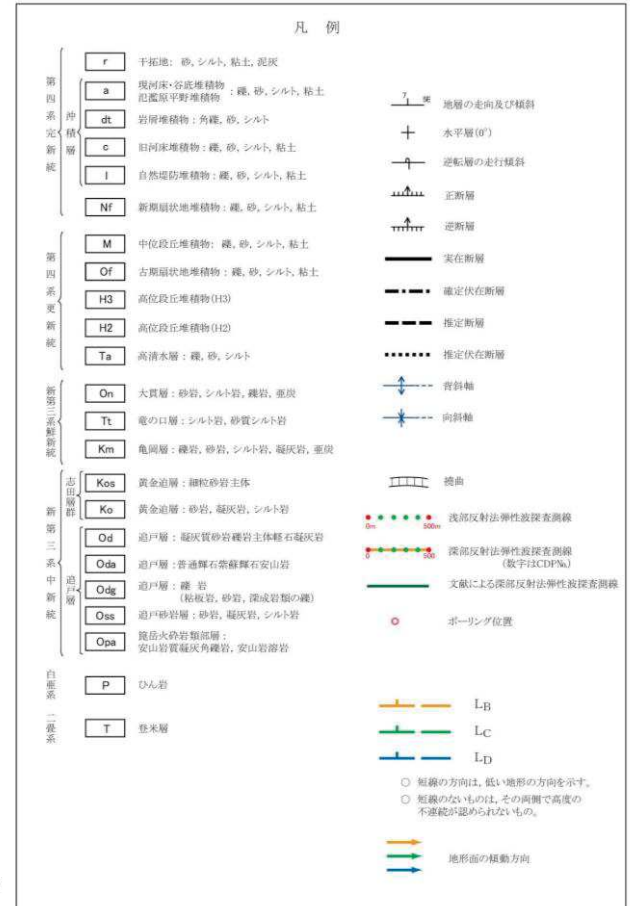 凡 例
第四系完新統
沖積層
r 干拓地: 砂, シルト, 粘土, 泥灰
a 現河床・谷底堆積物
氾濫原平野堆積物 : 礫, 砂, シルト, 粘土
dt 岩屑堆積物: 角礫, 砂, シルト
c 旧河床堆積物: 礫, 砂, シルト, 粘土
l 自然堤防堆積物: 礫, 砂, シルト, 粘土
Nf 新期扇状地堆積物: 礫, 砂, シルト, 粘土
第四系更新統
M 中位段丘堆積物: 礫, 砂, シルト, 粘土
Of 古期扇状地堆積物: 礫, 砂, シルト, 粘土
H3 高位段丘堆積物(H3)
H2 高位段丘堆積物(H2)
Ta 高清水層: 礫, 砂, シルト
新第三系鮮新統
On 大貫層: 砂岩, シルト岩, 礫岩, 亜炭
Tt 竜の口層: シルト岩, 砂質シルト岩
Km 亀岡層: 礫岩, 砂岩, シルト岩, 凝灰岩, 亜炭
新第三系中新統
志田層群
Kos 黄金迫層: 細粒砂岩主体
Ko 黄金迫層: 砂岩, 凝灰岩, シルト岩
追戸層
Od 追戸層: 凝灰質砂岩礫岩主体軽石凝灰岩
Oda 追戸層: 普通輝石紫蘇輝石安山岩
Odg 追戸層: 礫 岩
(粘板岩, 砂岩, 深成岩類の礫)
Oss 追戸砂岩層: 砂岩, 凝灰岩, シルト岩
Opa 箟岳火砕岩類部層:
安山岩質凝灰角礫岩, 安山岩溶岩
白亜系
P ひん岩
二畳系
T 登米層
7 地層の走向及び傾斜
水平層(0°)
逆転層の走行傾斜
正断層
逆断層
実在断層
確定伏在断層
推定断層
推定伏在断層
背斜軸
向斜軸
撓曲
0m 500m 浅部反射法弾性波探査測線
0 500 深部反射法弾性波探査測線
(数字はCDP№)
文献による深部反射法弾性波探査測線
ボーリング位置
LB
LC
LD
○ 短線の方向は, 低い地形の方向を示す。
○ 短線のないものは, その両側で高度の
不連続が認められないもの。
地形面の傾動方向